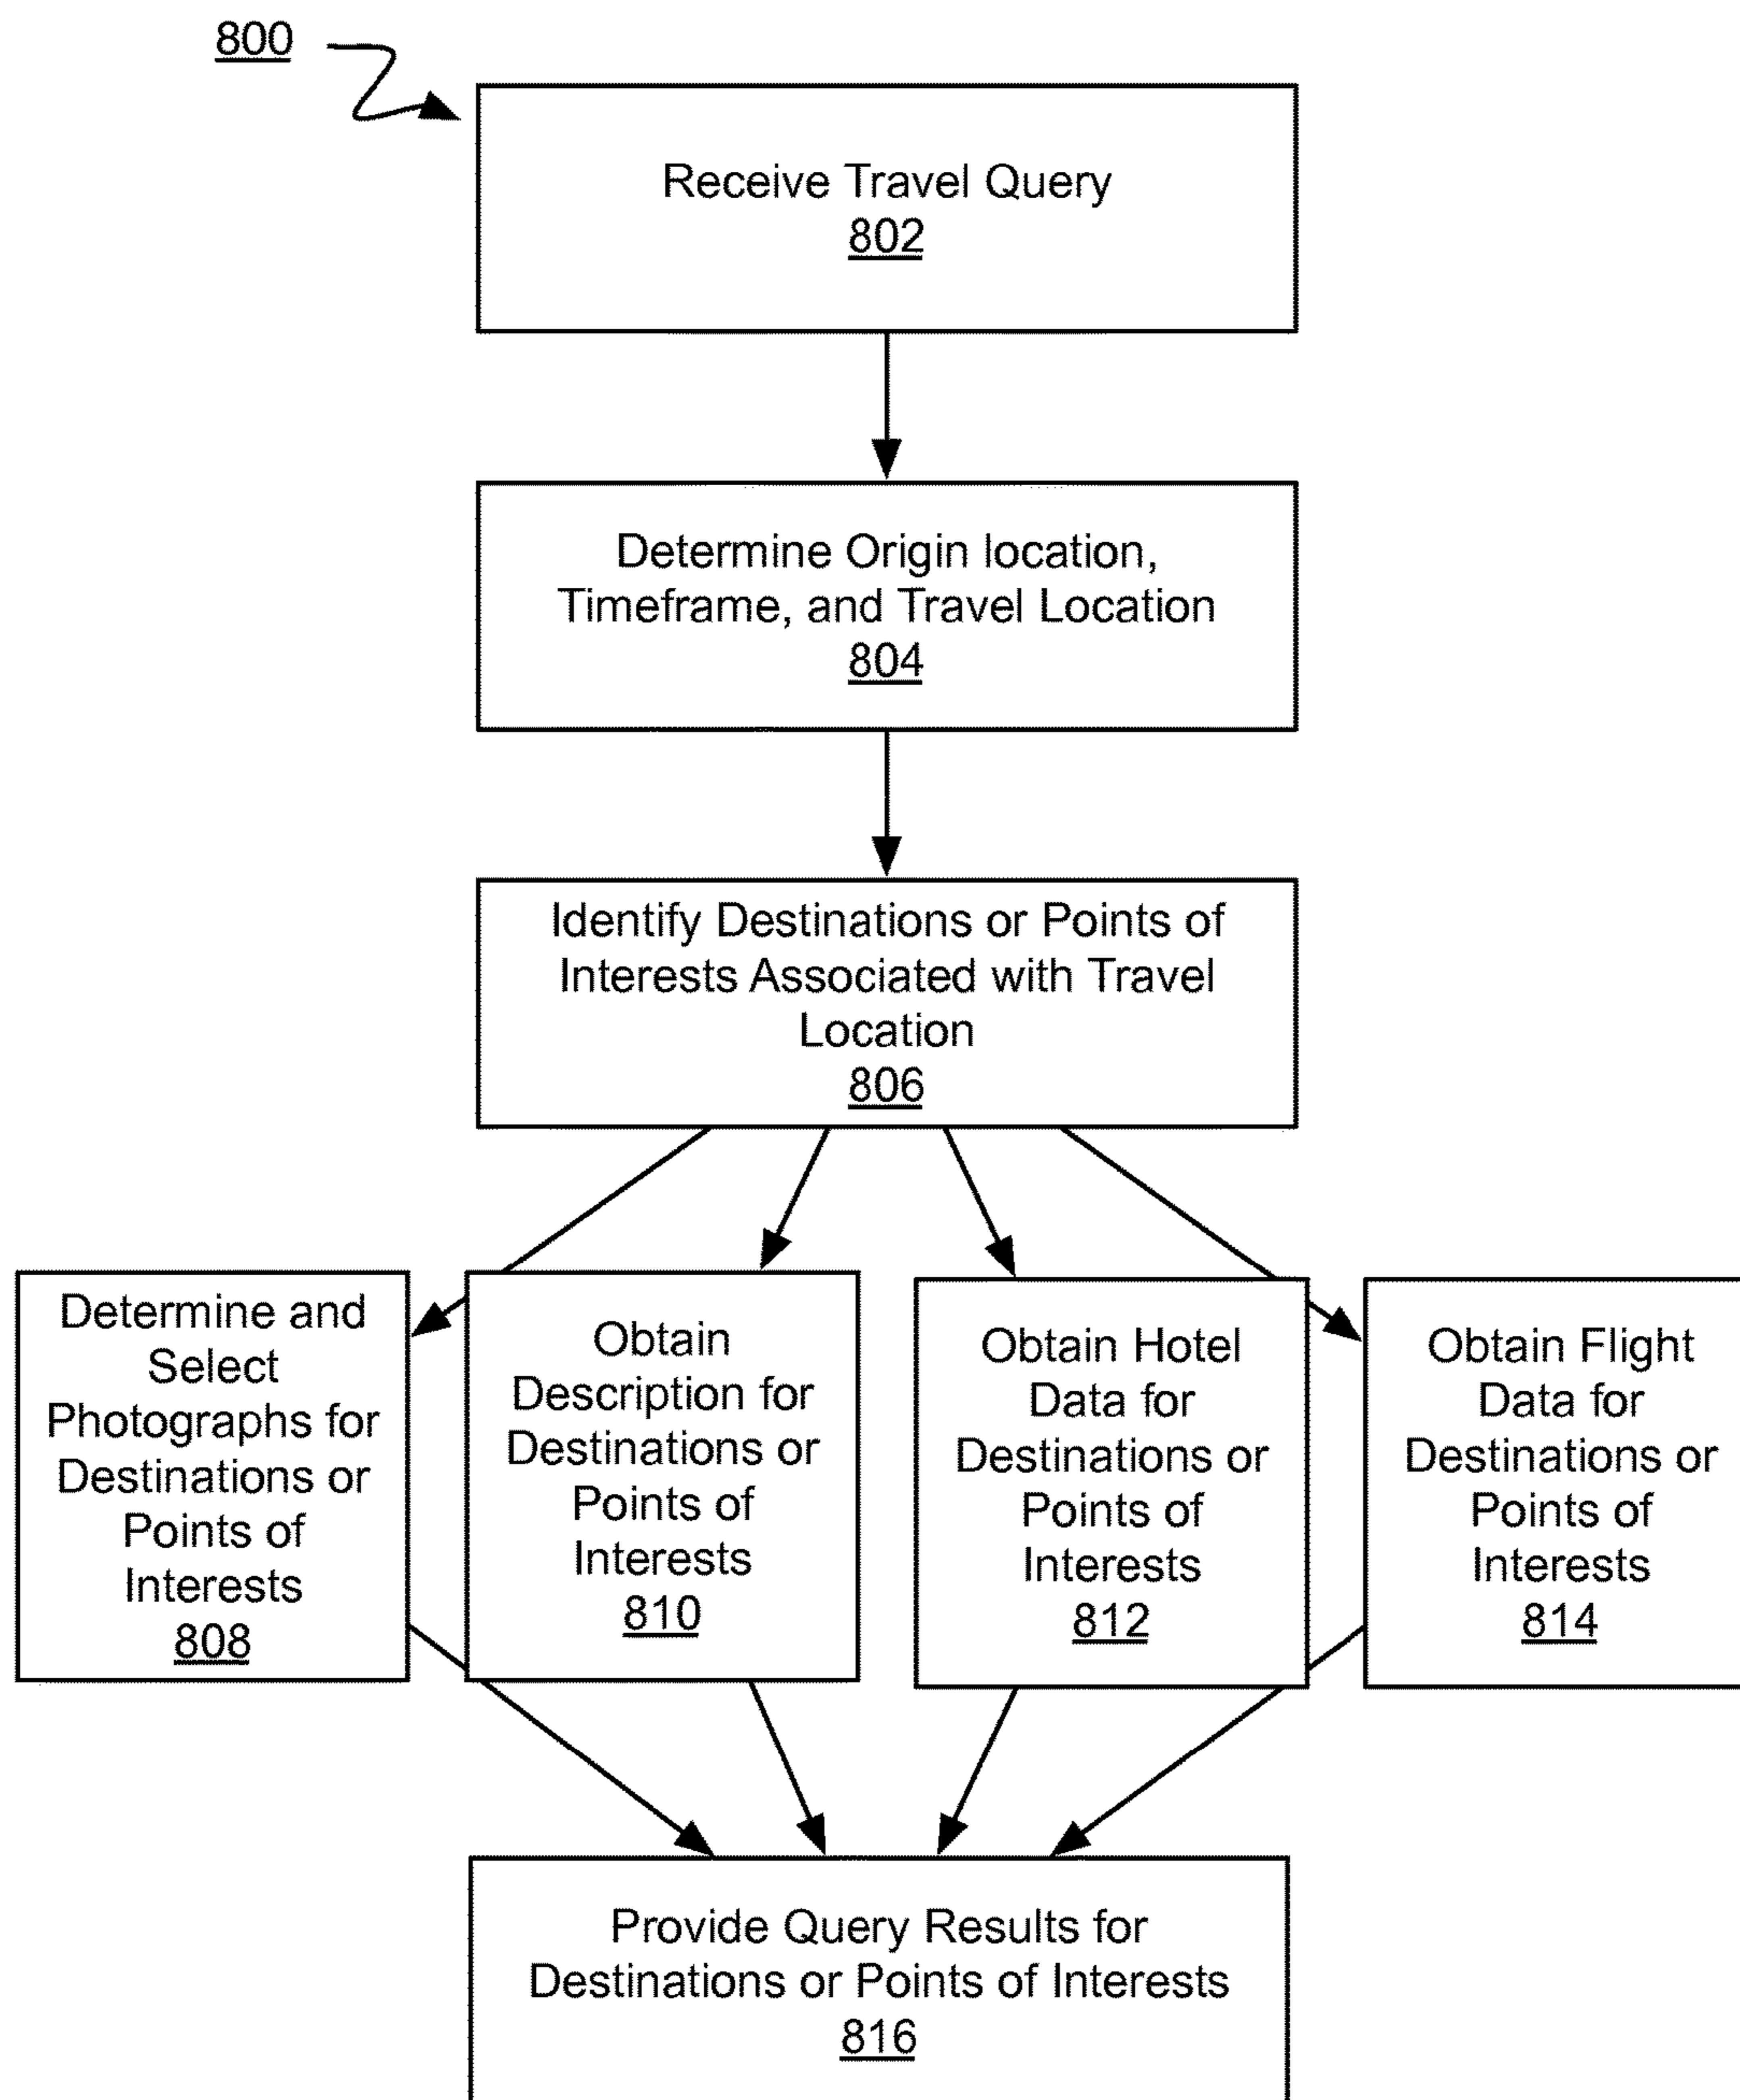 800
Receive Travel Query
802
Determine Origin location,
Timeframe, and Travel Location
804
Identify Destinations or Points of
Interests Associated with Travel
Location
806
Determine and
Select
Photographs for
Destinations or
Points of
Interests
808
Obtain
Description for
Destinations or
Points of
Interests
810
Obtain Hotel
Data for
Destinations or
Points of
Interests
812
Obtain Flight
Data for
Destinations or
Points of
Interests
814
Provide Query Results for
Destinations or Points of Interests
816